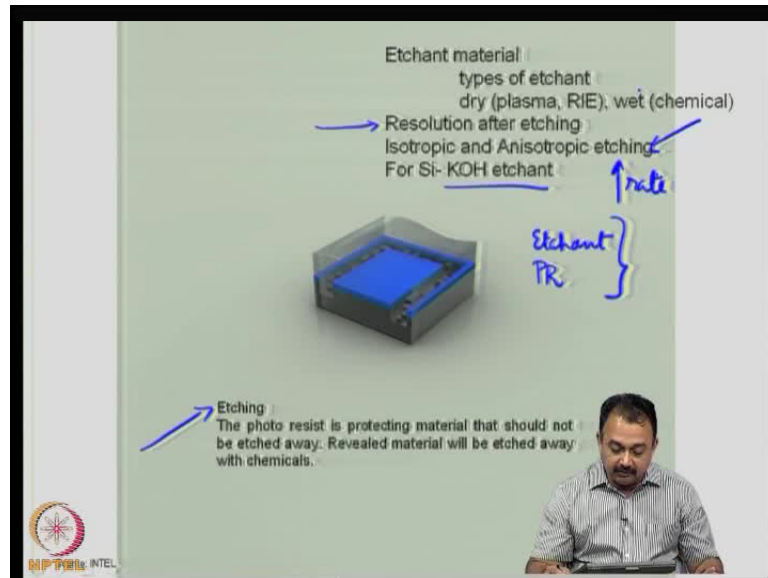 Etchant material
types of etchant
dry (plasma, RIE), wet (chemical)
Resolution after etching
Isotropic and Anisotropic etching
For Si- KOH etchant
rate
Etchant
PR
Etching
The photo resist is protecting material that should not
be etched away. Revealed material will be etched away
with chemicals.
NPTEL
INTEL